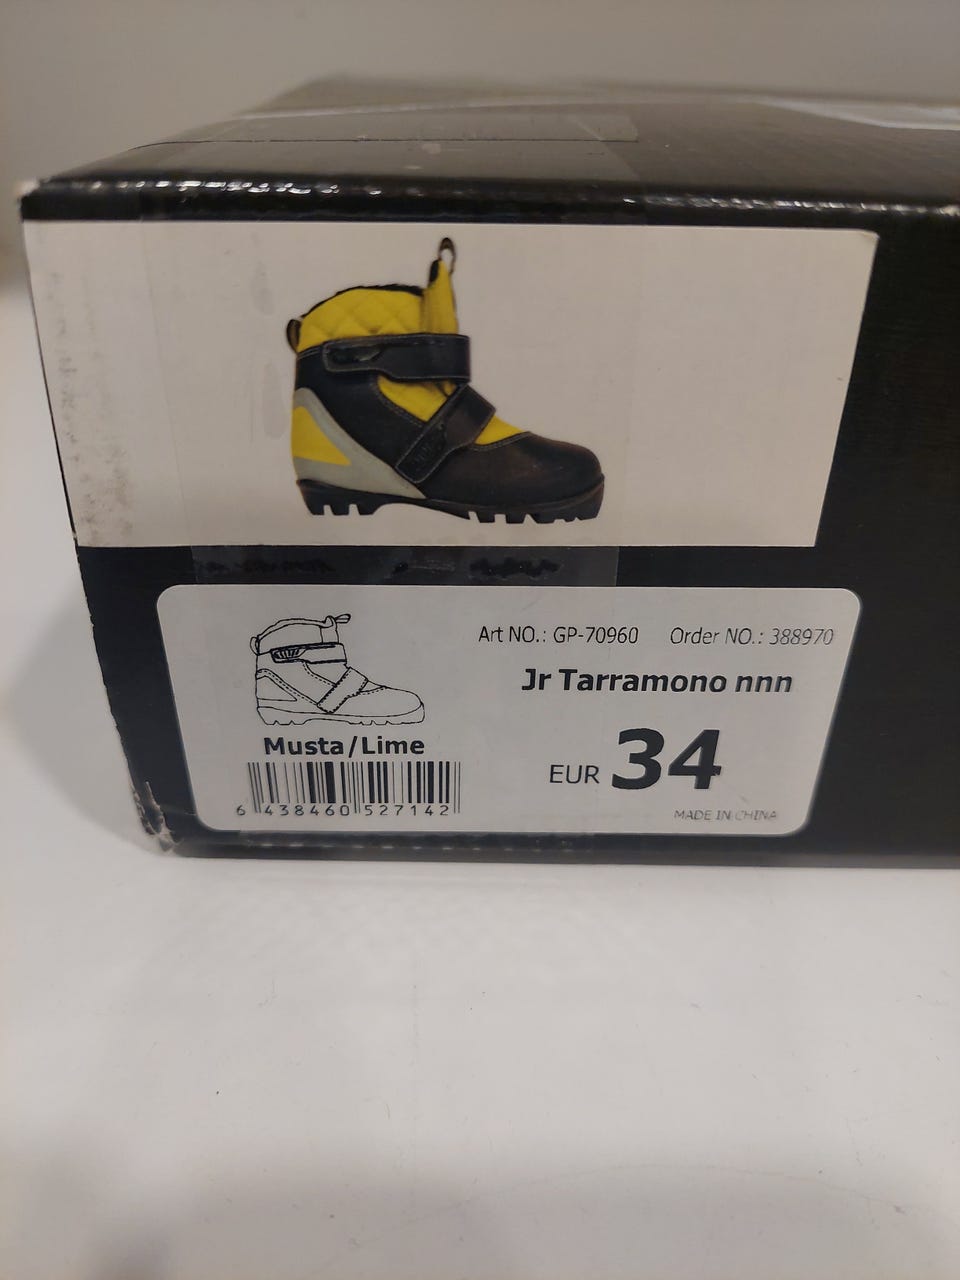 Art NO.: GP-70960 Order NO.: 388970
Jr Tarramono nnn
Musta/Lime
EUR 34
6 438460 527142
MADE IN CHINA